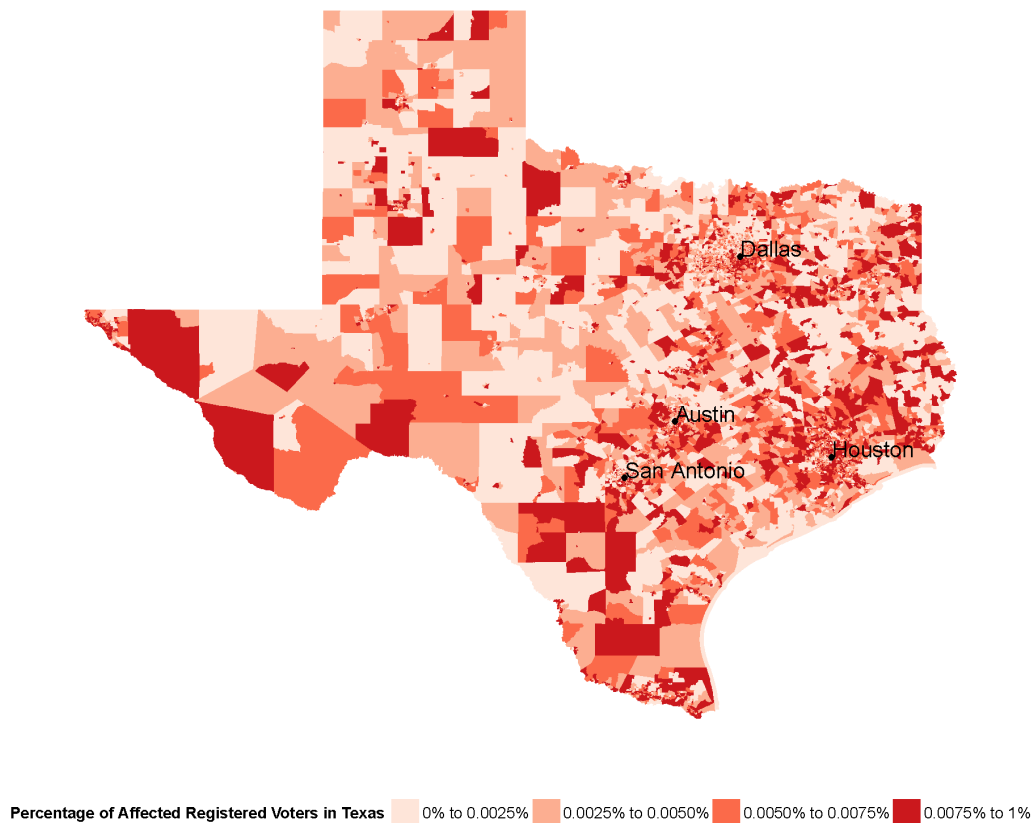 Dallas
Austin
Houston
San Antonio
Percentage of Affected Registered Voters in Texas 0% to 0.0025% 0.0025% to 0.0050% 0.0050% to 0.0075% 0.0075% to 1%